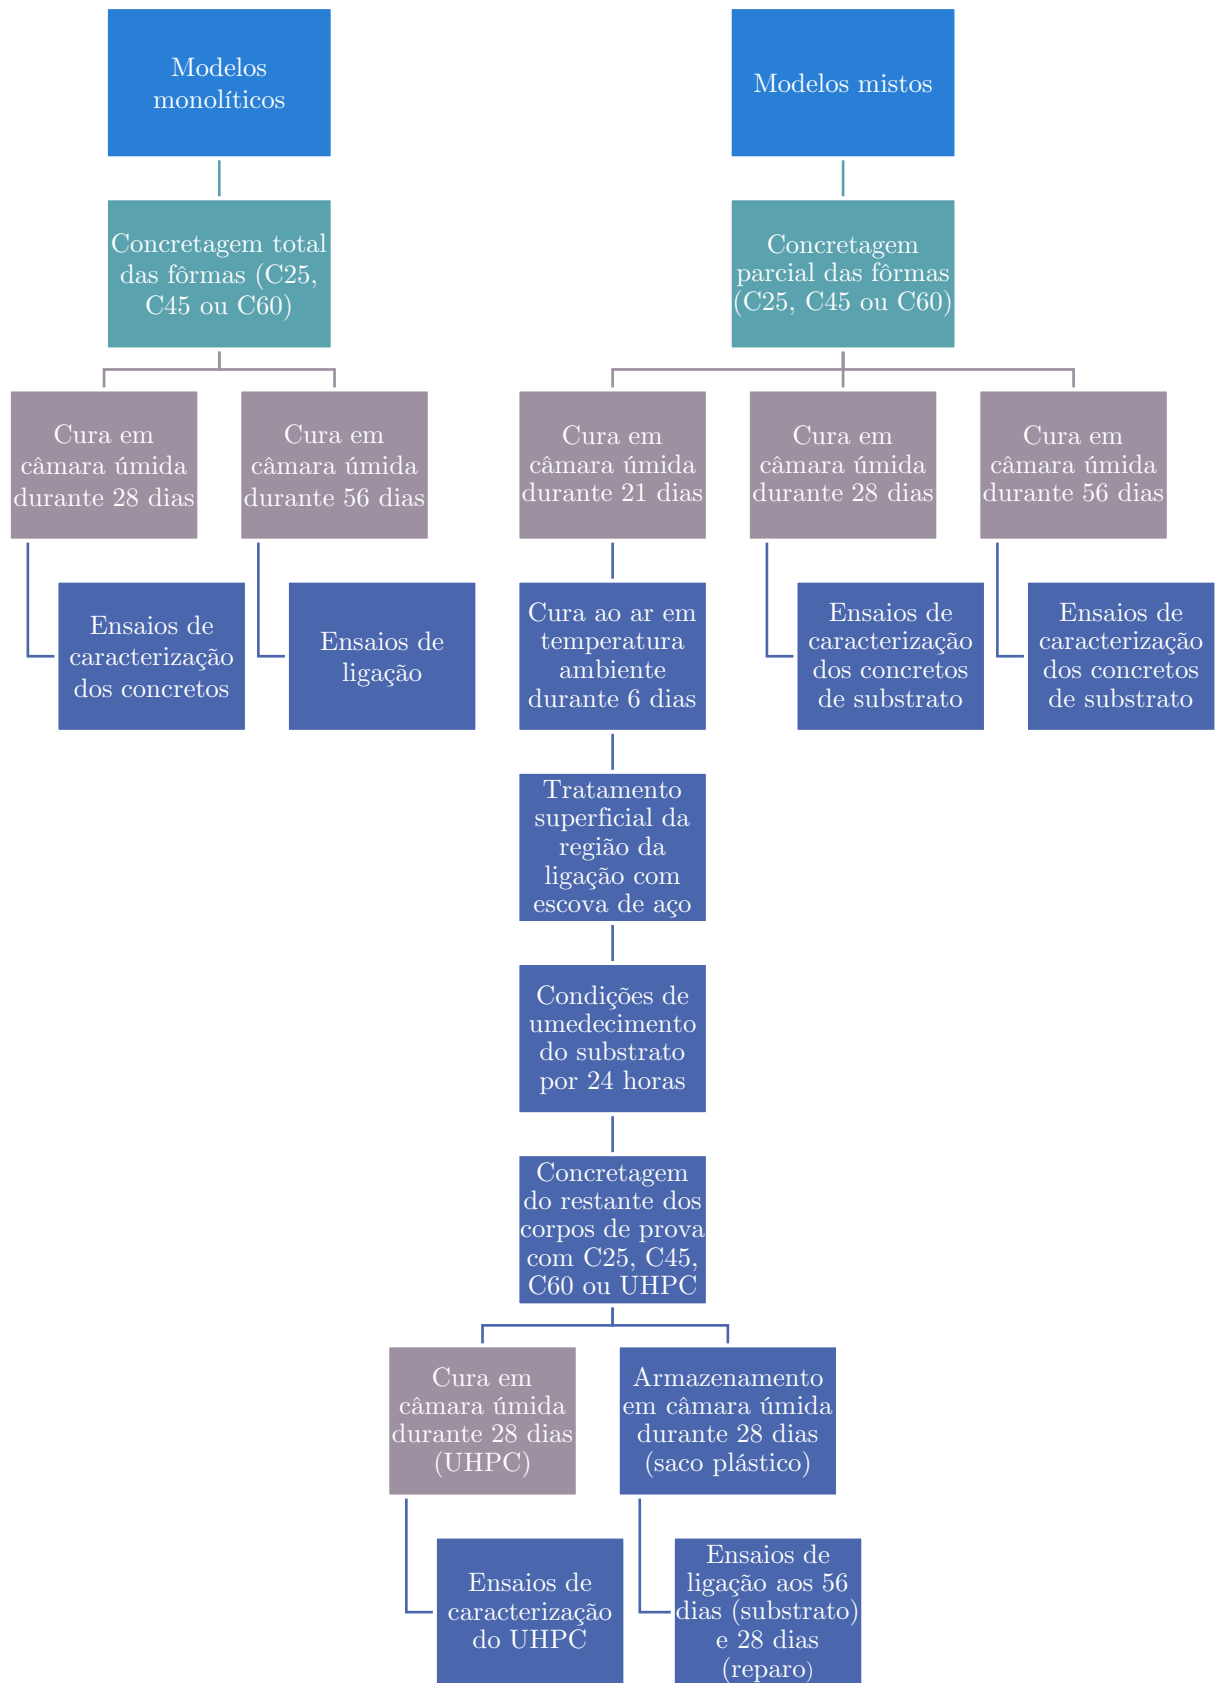 Modelos
monolíticos
Modelos mistos
Concretagem total
das fôrmas (C25,
C45 ou C60)
Concretagem
parcial das fôrmas
(C25, C45 ou C60)
Cura em
câmara úmida
durante 28 dias
Cura em
câmara úmida
durante 56 dias
Cura em
câmara úmida
durante 21 dias
Cura em
câmara úmida
durante 28 dias
Cura em
câmara úmida
durante 56 dias
Ensaios de
caracterização
dos concretos
Ensaios de
ligação
Cura ao ar em
temperatura
ambiente
durante 6 dias
Ensaios de
caracterização
dos concretos
de substrato
Ensaios de
caracterização
dos concretos
de substrato
Tratamento
superficial da
região da
ligação com
escova de aço
Condições de
umedecimento
do substrato
por 24 horas
Concretagem
do restante dos
corpos de prova
com C25, C45,
C60 ou UHPC
Cura em
câmara úmida
durante 28 dias
(UHPC)
Armazenamento
em câmara úmida
durante 28 dias
(saco plástico)
Ensaios de
caracterização
do UHPC
Ensaios de
ligação aos 56
dias (substrato)
e 28 dias
(reparo)